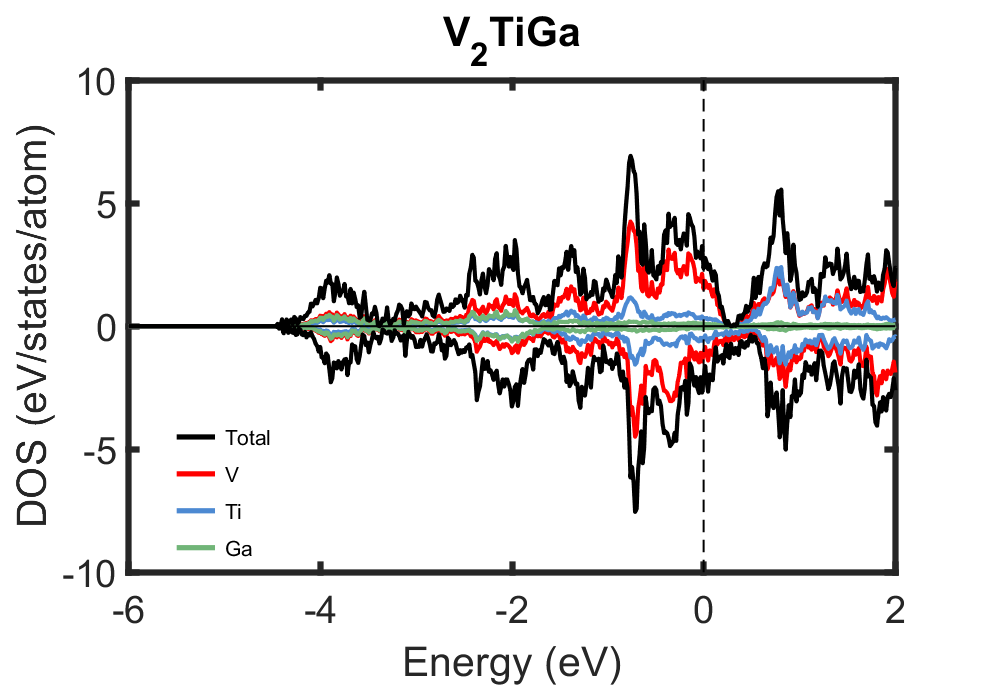 V2TiGa
10
5
0
-5
-10
DOS (eV/states/atom)
Total
V
Ti
Ga
-6
-4
-2
0
2
Energy (eV)